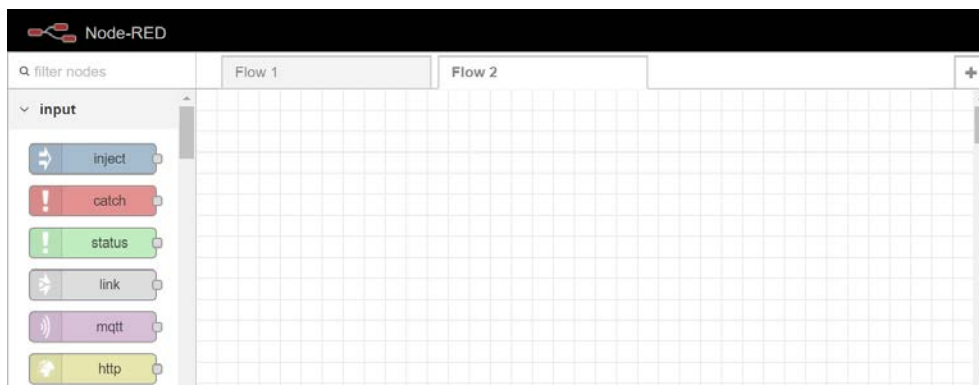 Node-RED
filter nodes
Flow 1
Flow 2
input
inject
catch
status
link
mqtt
http